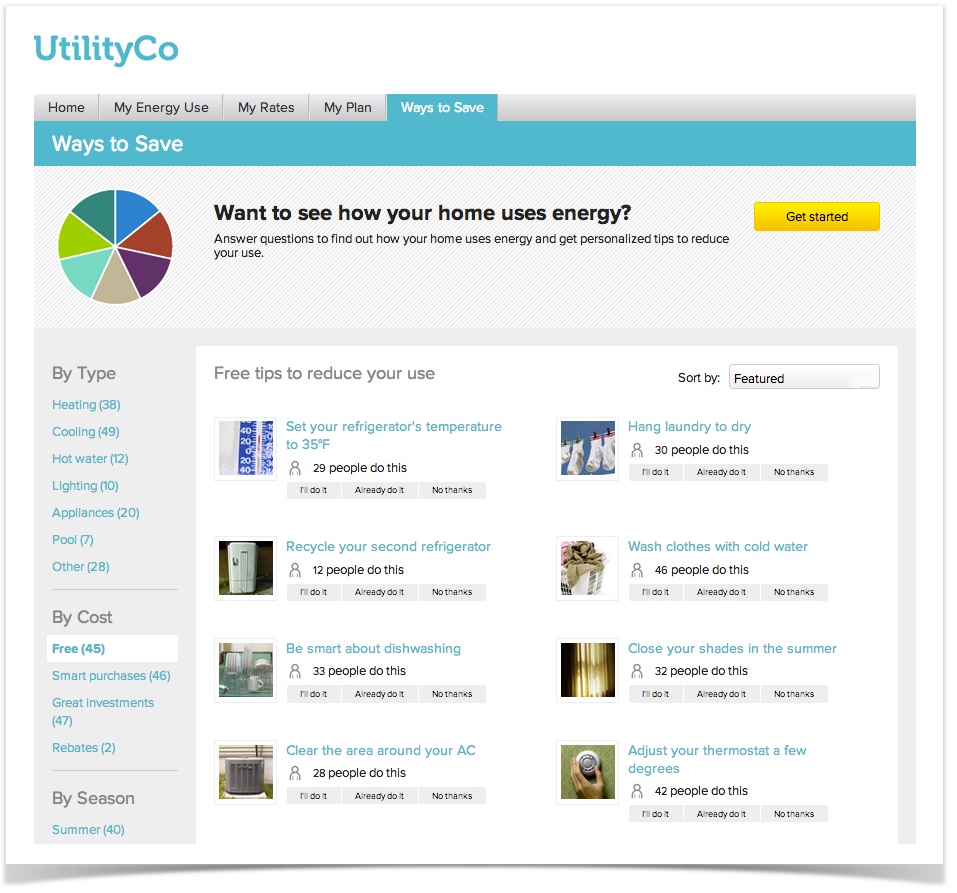 UtilityCo
Home
My Energy Use
My Rates
My Plan
Ways to Save
Ways to Save
Want to see how your home uses energy?
Answer questions to find out how your home uses energy and get personalized tips to reduce
your use.
Get started
By Type
Heating (38)
Cooling (49)
Hot water (12)
Lighting (10)
Appliances (20)
Pool (7)
Other (28)
By Cost
Free (45)
Smart purchases (46)
Great investments
(47)
Rebates (2)
By Season
Summer (40)
Free tips to reduce your use
Sort by:
Featured
Set your refrigerator's temperature
to 35°F
29 people do this
I'll do it
Already do it
No thanks
Hang laundry to dry
30 people do this
I'll do it
Already do it
No thanks
Recycle your second refrigerator
12 people do this
I'll do it
Already do it
No thanks
Wash clothes with cold water
46 people do this
I'll do it
Already do it
No thanks
Be smart about dishwashing
33 people do this
I'll do it
Already do it
No thanks
Close your shades in the summer
32 people do this
I'll do it
Already do it
No thanks
Clear the area around your AC
28 people do this
I'll do it
Already do it
No thanks
Adjust your thermostat a few
degrees
42 people do this
I'll do it
Already do it
No thanks